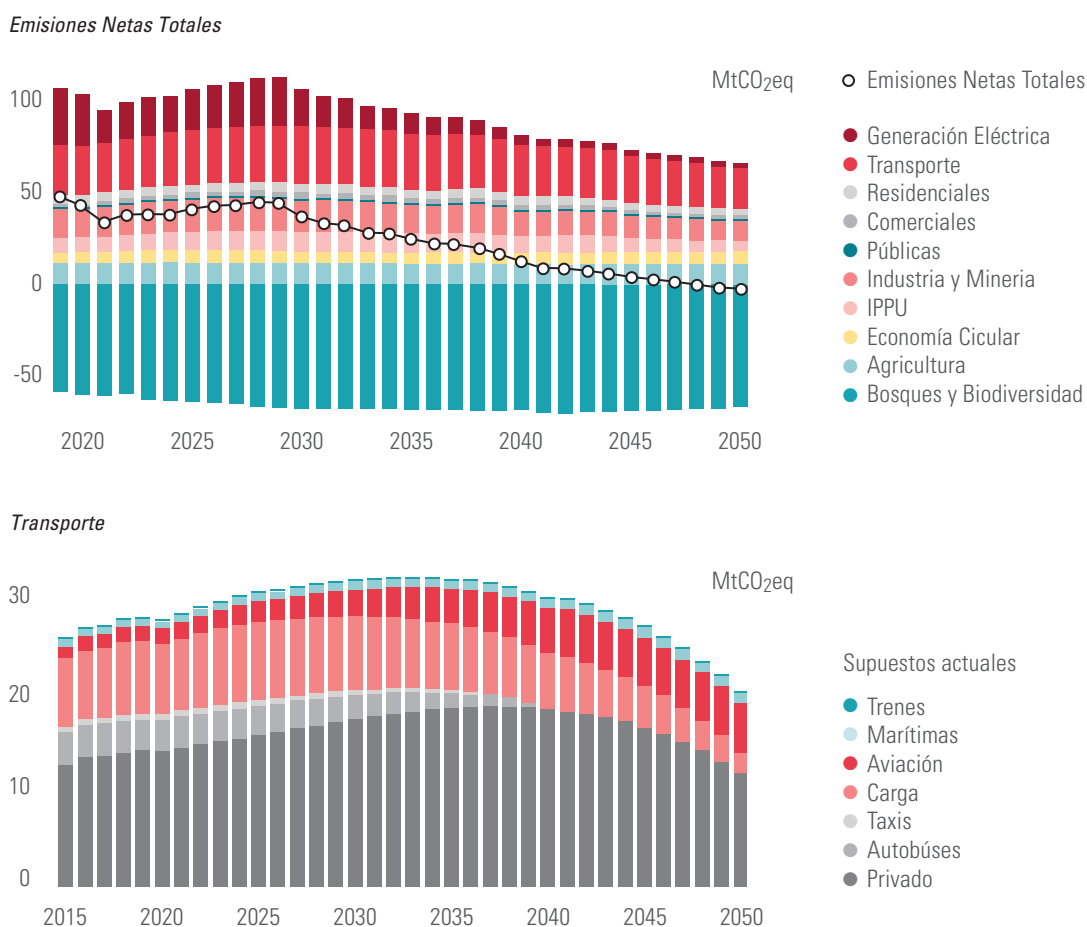 Emisiones Netas Totales
MtCO2eq
100
50
0
-50
2020 2025 2030 2035 2040 2045 2050
Emisiones Netas Totales
Generación Eléctrica
Transporte
Residenciales
Comerciales
Públicas
Industria y Mineria
IPPU
Economía Cicular
Agricultura
Bosques y Biodiversidad
Transporte
MtCO2eq
30
20
10
0
2015 2020 2025 2030 2035 2040 2045 2050
Supuestos actuales
Trenes
Marítimas
Aviación
Carga
Taxis
Autobúses
Privado